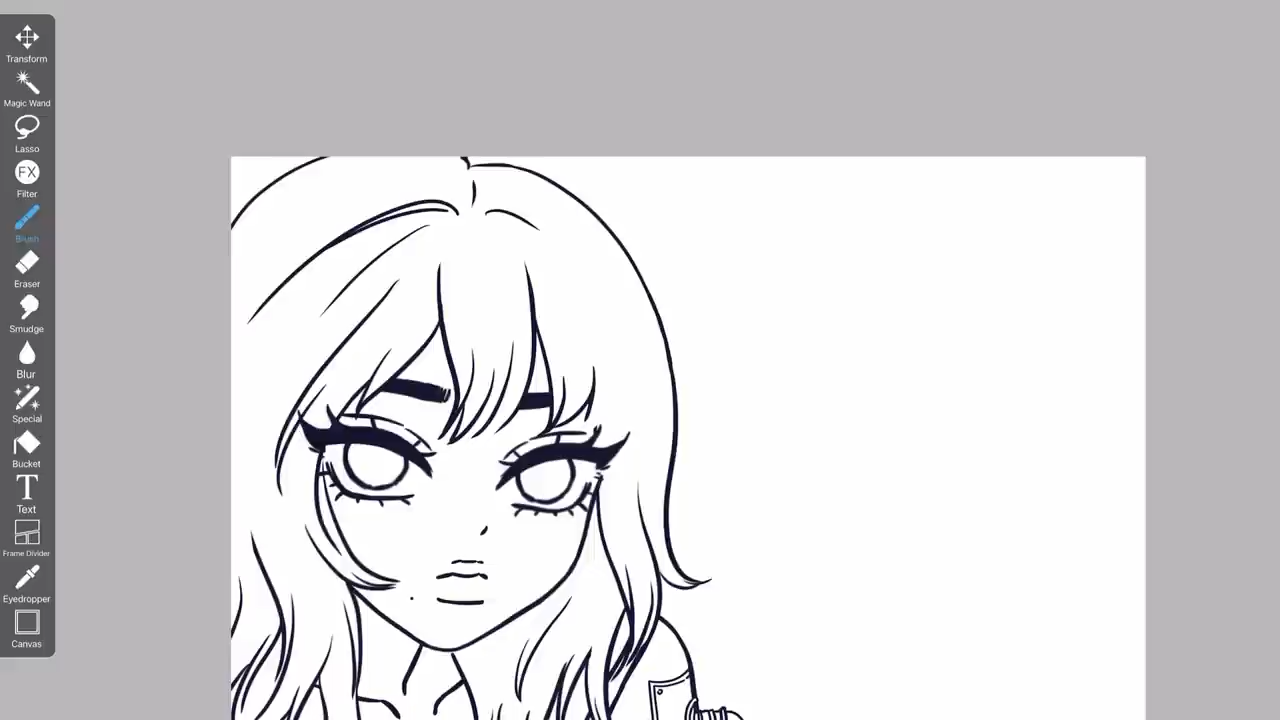 Transform
Magic Wand
Lasso
FX
Filter
Brush
Eraser
Smudge
Blur
Special
Bucket
T
Text
Frame Divider
Eyedropper
Canvas